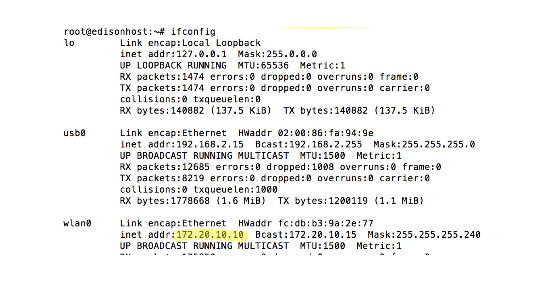 root@edisonhost:~# ifconfig
lo Link encap:Local Loopback
inet addr:127.0.0.1 Mask:255.0.0.0
UP LOOPBACK RUNNING MTU:65536 Metric:1
RX packets:1474 errors:0 dropped:0 overruns:0 frame:0
TX packets:1474 errors:0 dropped:0 overruns:0 carrier:0
collisions:0 txqueuelen:0
RX bytes:140882 (137.5 KiB) TX bytes:140882 (137.5 KiB)
usb0 Link encap:Ethernet HWaddr 02:00:86:fa:94:9e
inet addr:192.168.2.15 Bcast:192.168.2.255 Mask:255.255.255.0
UP BROADCAST RUNNING MULTICAST MTU:1500 Metric:1
RX packets:12685 errors:0 dropped:1008 overruns:0 frame:0
TX packets:8219 errors:0 dropped:0 overruns:0 carrier:0
collisions:0 txqueuelen:1000
RX bytes:1778668 (1.6 MiB) TX bytes:1200119 (1.1 MiB)
wlan0 Link encap:Ethernet HWaddr fc:db:b3:9a:2e:77
inet addr:172.20.10.10 Bcast:172.20.10.15 Mask:255.255.255.240
UP BROADCAST RUNNING MULTICAST MTU:1500 Metric:1